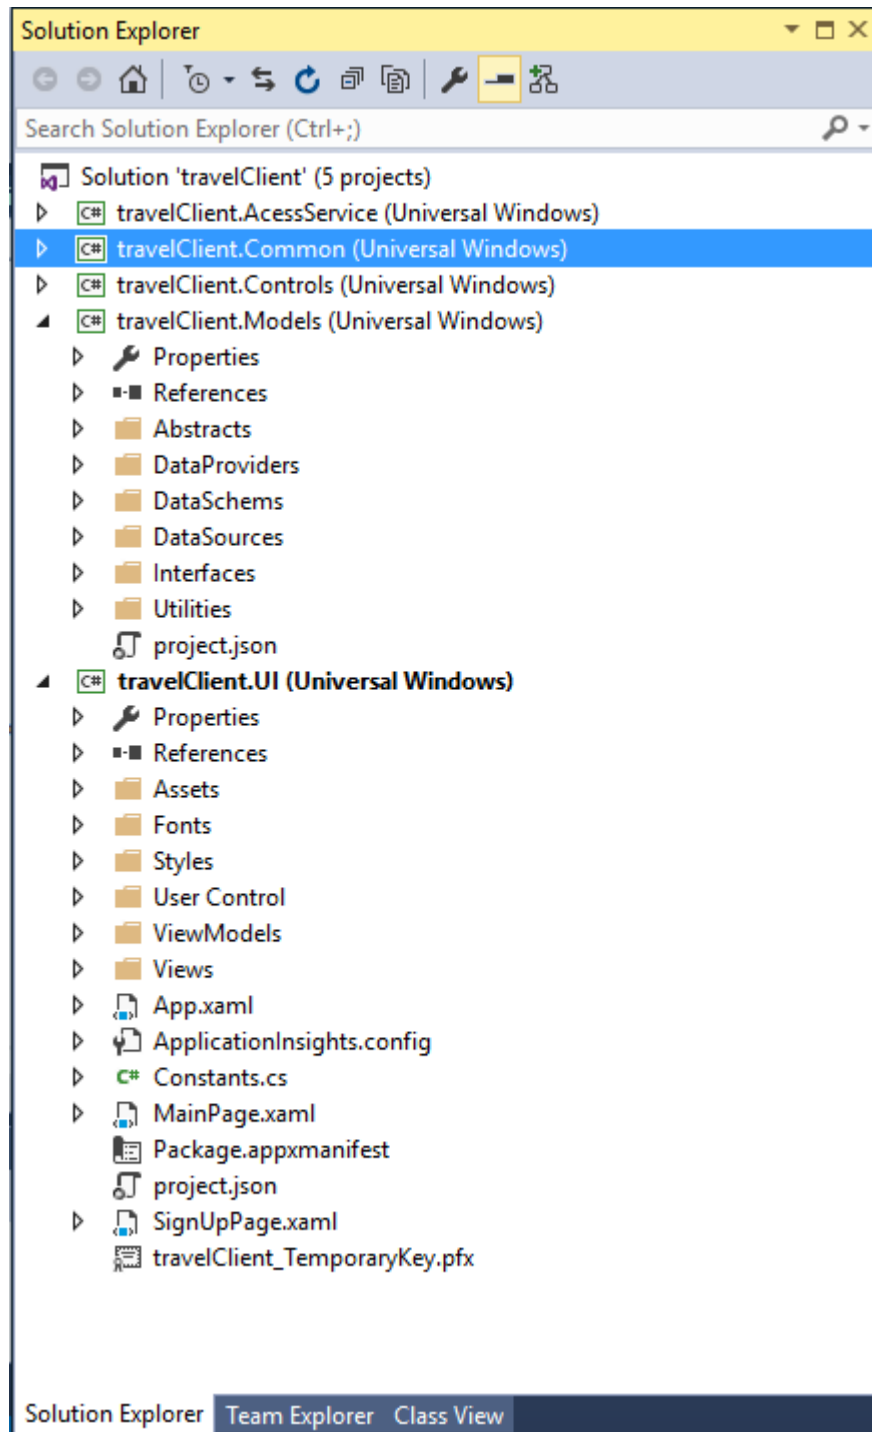 Solution Explorer
Search Solution Explorer (Ctrl+;)
Solution 'travelClient' (5 projects)
C# travelClient.AcessService (Universal Windows)
C# travelClient.Common (Universal Windows)
C# travelClient.Controls (Universal Windows)
C# travelClient.Models (Universal Windows)
Properties
References
Abstracts
DataProviders
DataSchems
DataSources
Interfaces
Utilities
project.json
C# travelClient.UI (Universal Windows)
Properties
References
Assets
Fonts
Styles
User Control
ViewModels
Views
App.xaml
ApplicationInsights.config
C# Constants.cs
MainPage.xaml
Package.appxmanifest
project.json
SignUpPage.xaml
travelClient_TemporaryKey.pfx
Solution Explorer Team Explorer Class View